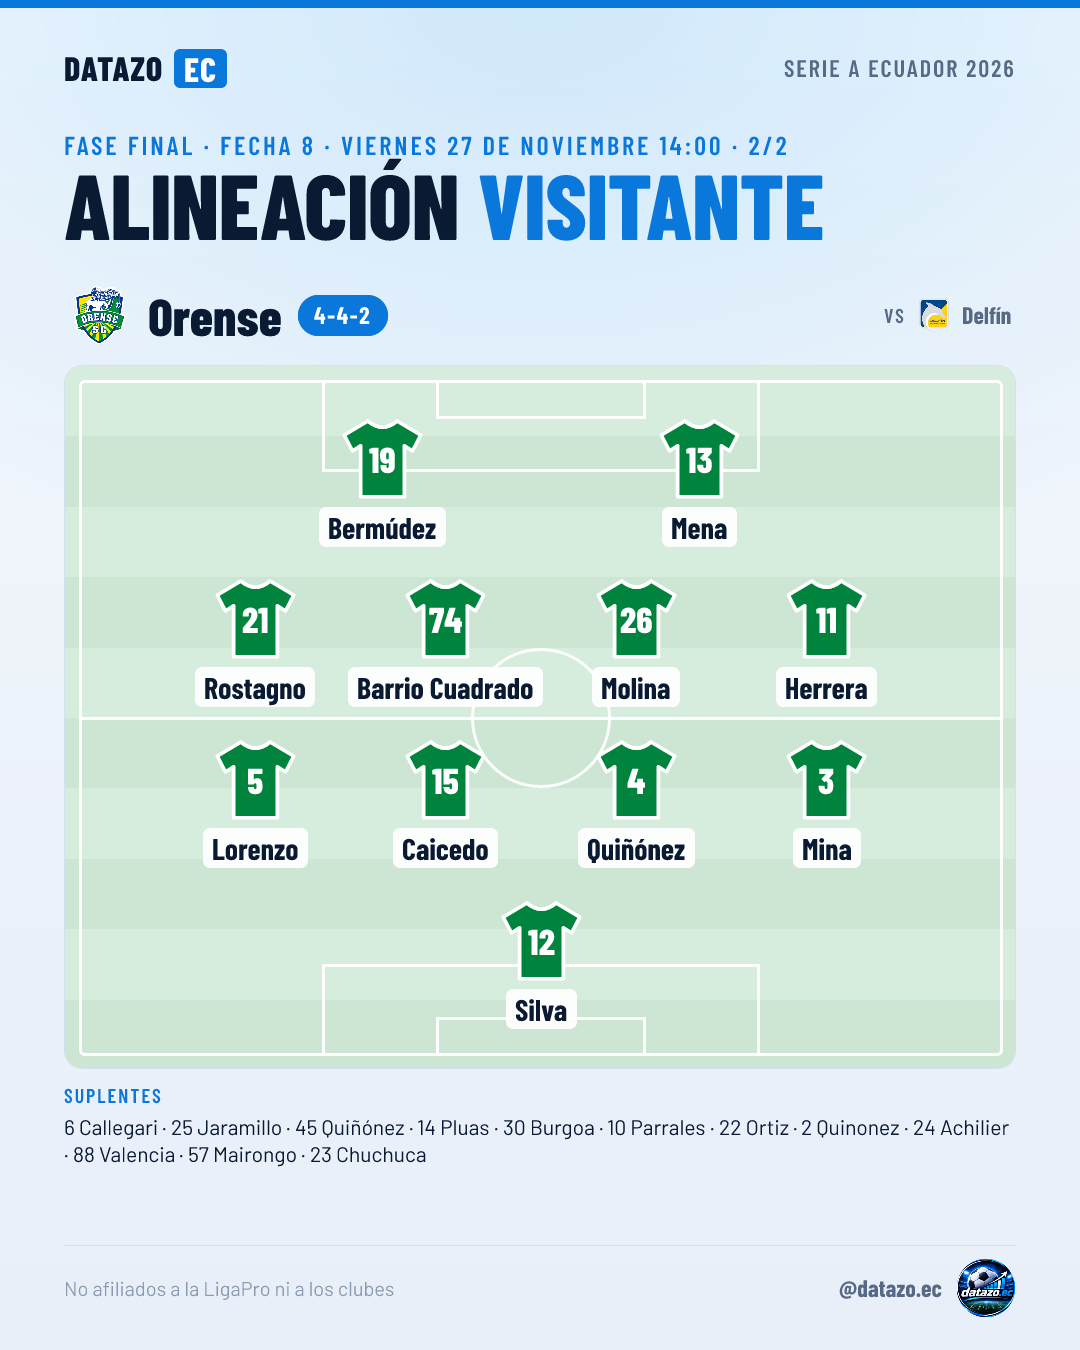 DATAZO EC
SERIE A ECUADOR 2026
FASE FINAL · FECHA 8 · VIERNES 27 DE NOVIEMBRE 14:00 · 2/2
ALINEACIÓN VISITANTE
ORENSE
S.C
Orense 4-4-2
VS Delfín
19 13
Bermúdez Mena
21 74 26 11
Rostagno Barrio Cuadrado Molina Herrera
5 15 4 3
Lorenzo Caicedo Quiñónez Mina
12
Silva
SUPLENTES
6 Callegari · 25 Jaramillo · 45 Quiñónez · 14 Pluas · 30 Burgoa · 10 Parrales · 22 Ortiz · 2 Quinonez · 24 Achilier
· 88 Valencia · 57 Mairongo · 23 Chuchuca
No afiliados a la LigaPro ni a los clubes
@datazo.ec
datazo.ec